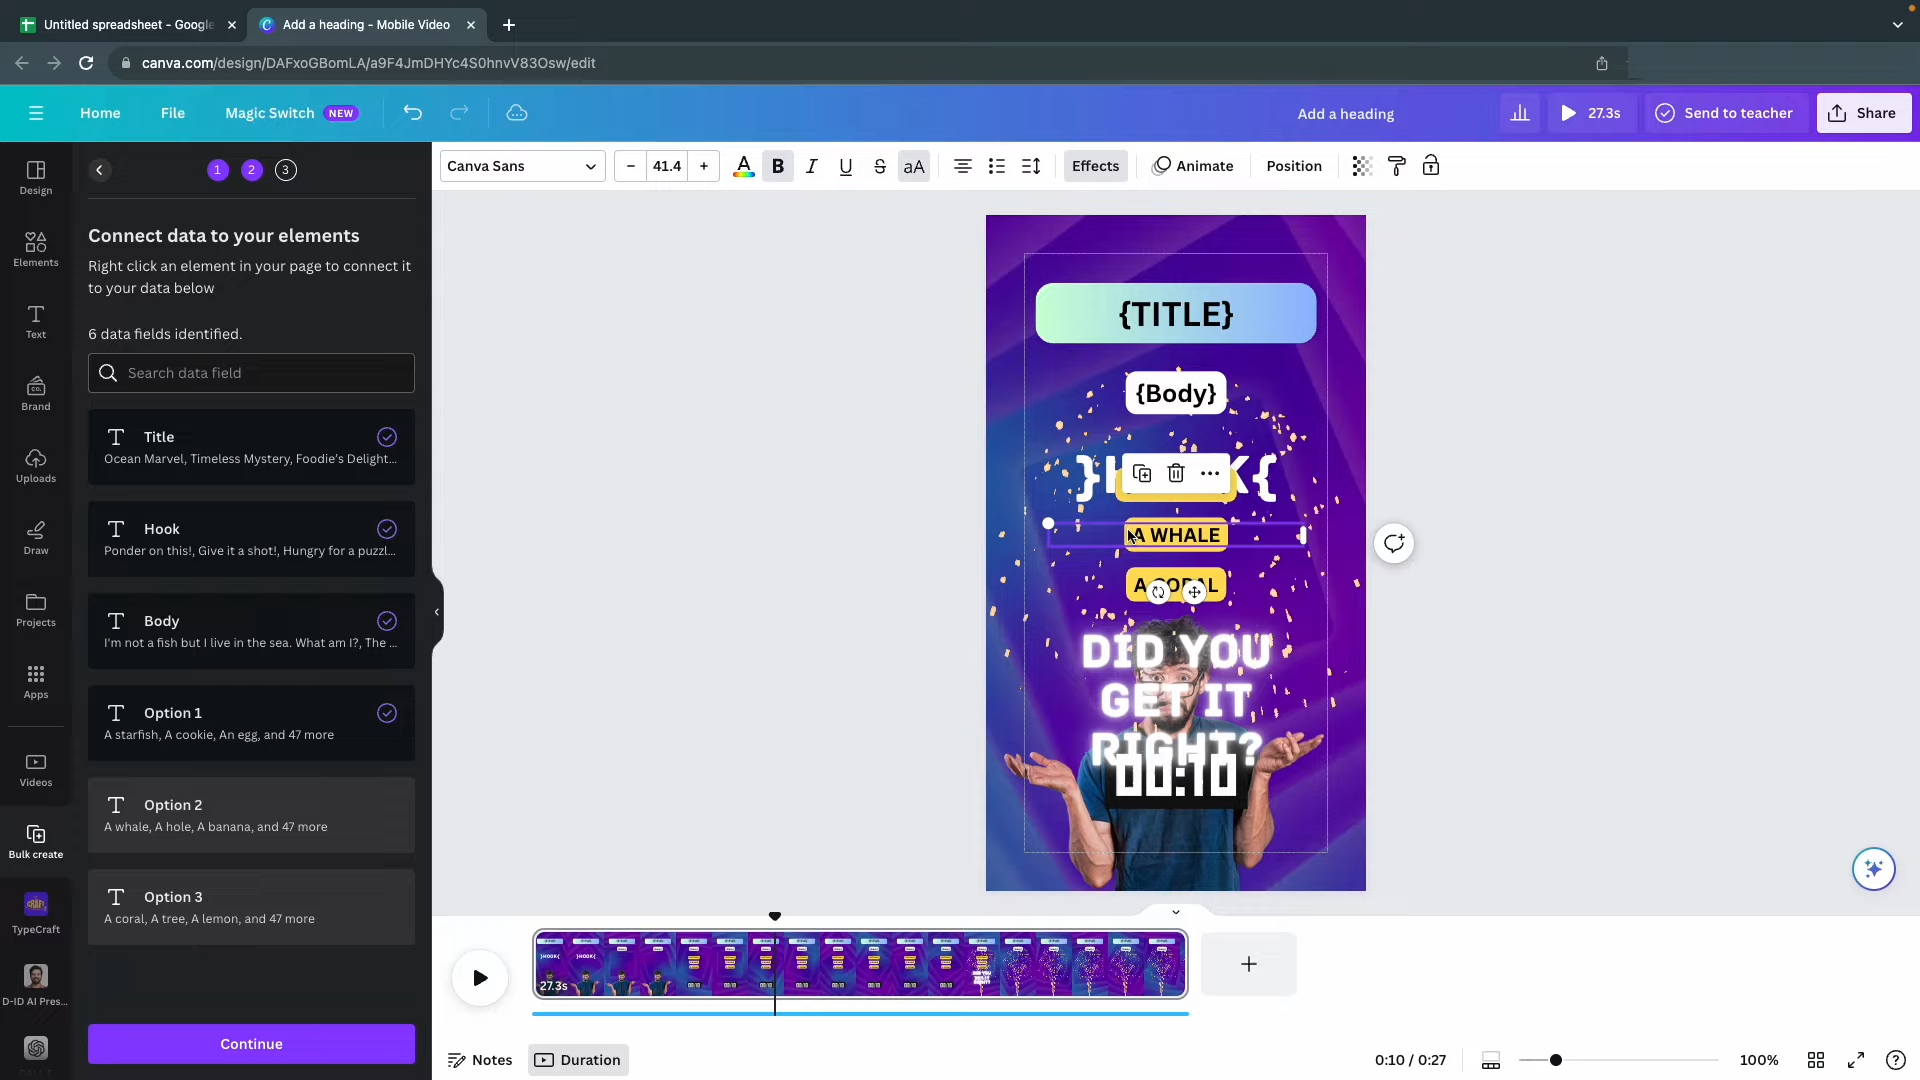 Untitled spreadsheet - Google
Add a heading - Mobile Video
canva.com/design/DAFxoGBomLA/a9F4JmDHYc4S0hnvV83Osw/edit
Home
File
Magic Switch NEW
Add a heading
27.3s
Send to teacher
Share
1 2 3
Canva Sans
- 41.4 +
A B I U S aA
Effects
Animate
Position
Design
Elements
Text
Brand
Uploads
Draw
Projects
Apps
Videos
Bulk create
TypeCraft
D-ID AI Pres...
Connect data to your elements
Right click an element in your page to connect it
to your data below
6 data fields identified.
Search data field
Title
Ocean Marvel, Timeless Mystery, Foodie's Delight...
Hook
Ponder on this!, Give it a shot!, Hungry for a puzzl...
Body
I'm not a fish but I live in the sea. What am I?, The ...
Option 1
A starfish, A cookie, An egg, and 47 more
Option 2
A whale, A hole, A banana, and 47 more
Option 3
A coral, A tree, A lemon, and 47 more
Continue
{TITLE}
{Body}
A WHALE
A CORAL
DID YOU
GET IT
RIGHT?
00:10
27.3s
Notes
Duration
0:10 / 0:27
100%